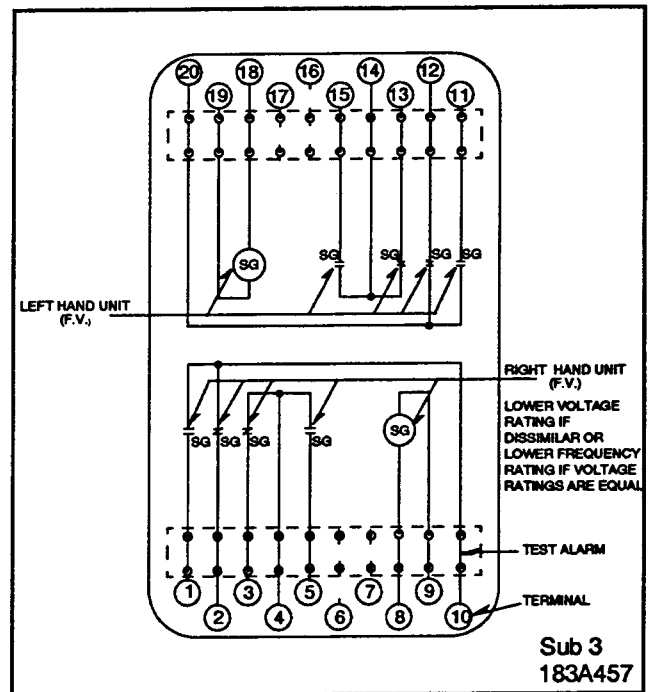 20 18 16 14 12
19 17 15 13 11
SG
SG SG SG SG
LEFT HAND UNIT
(F.V.)
RIGHT HAND UNIT
(F.V.)
LOWER VOLTAGE
RATING IF
DISSIMILAR OR
LOWER FREQUENCY
RATING IF VOLTAGE
RATINGS ARE EQUAL
SG SG SG SG SG
TEST ALARM
1 3 5 7 9
2 4 6 8 10
TERMINAL
Sub 3
183A457